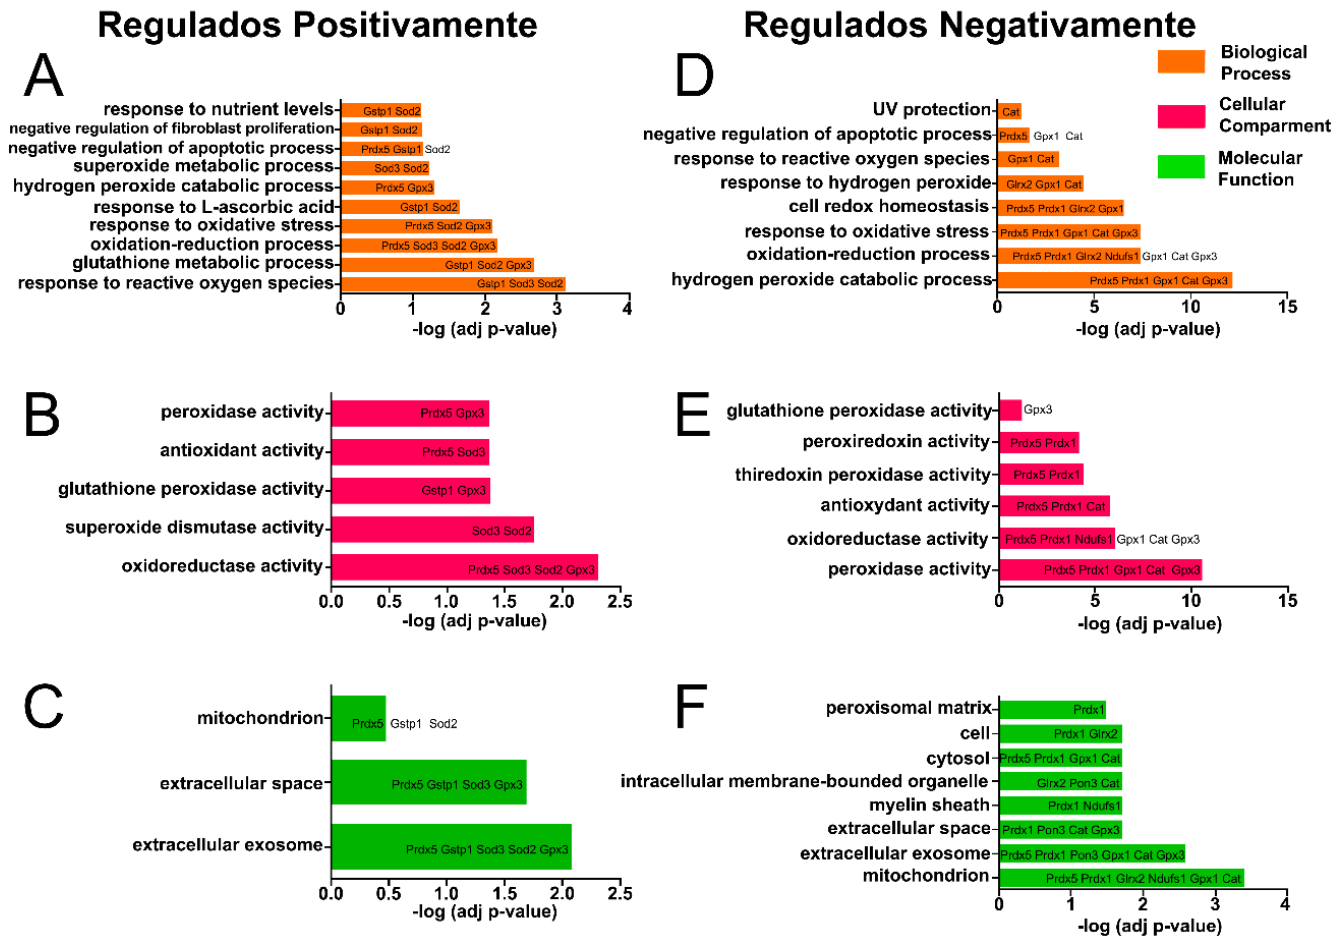 Regulados Positivamente
Regulados Negativamente
A
response to nutrient levels
Gstp1 Sod2
negative regulation of fibroblast proliferation
Gstp1 Sod2
negative regulation of apoptotic process
Prdx5 Gstp1 Sod2
superoxide metabolic process
Sod3 Sod2
hydrogen peroxide catabolic process
Prdx5 Gpx3
response to L-ascorbic acid
Gstp1 Sod2
response to oxidative stress
Prdx5 Sod2 Gpx3
oxidation-reduction process
Prdx5 Sod3 Sod2 Gpx3
glutathione metabolic process
Gstp1 Sod2 Gpx3
response to reactive oxygen species
Gstp1 Sod3 Sod2
0 1 2 3 4
-log (adj p-value)
D
UV protection
Cat
negative regulation of apoptotic process
Prdx5 Gpx1 Cat
response to reactive oxygen species
Gpx1 Cat
response to hydrogen peroxide
Glrx2 Gpx1 Cat
cell redox homeostasis
Prdx5 Prdx1 Glrx2 Gpx1
response to oxidative stress
Prdx5 Prdx1 Gpx1 Cat Gpx3
oxidation-reduction process
Prdx5 Prdx1 Glrx2 Ndufs1 Gpx1 Cat Gpx3
hydrogen peroxide catabolic process
Prdx5 Prdx1 Gpx1 Cat Gpx3
0 5 10 15
-log (adj p-value)
Biological
Process
Cellular
Comparment
Molecular
Function
B
peroxidase activity
Prdx5 Gpx3
antioxidant activity
Prdx5 Sod3
glutathione peroxidase activity
Gstp1 Gpx3
superoxide dismutase activity
Sod3 Sod2
oxidoreductase activity
Prdx5 Sod3 Sod2 Gpx3
0.0 0.5 1.0 1.5 2.0 2.5
-log (adj p-value)
E
glutathione peroxidase activity
Gpx3
peroxiredoxin activity
Prdx5 Prdx1
thiredoxin peroxidase activity
Prdx5 Prdx1
antioxydant activity
Prdx5 Prdx1 Cat
oxidoreductase activity
Prdx5 Prdx1 Ndufs1 Gpx1 Cat Gpx3
peroxidase activity
Prdx5 Prdx1 Gpx1 Cat Gpx3
0 5 10 15
-log (adj p-value)
C
mitochondrion
Prdx5 Gstp1 Sod2
extracellular space
Prdx5 Gstp1 Sod3 Gpx3
extracellular exosome
Prdx5 Gstp1 Sod3 Sod2 Gpx3
0.0 0.5 1.0 1.5 2.0 2.5
-log (adj p-value)
F
peroxisomal matrix
Prdx1
cell
Prdx1 Glrx2
cytosol
Prdx5 Prdx1 Gpx1 Cat
intracellular membrane-bounded organelle
Glrx2 Pon3 Cat
myelin sheath
Prdx1 Ndufs1
extracellular space
Prdx1 Pon3 Cat Gpx3
extracellular exosome
Prdx5 Prdx1 Pon3 Gpx1 Cat Gpx3
mitochondrion
Prdx5 Prdx1 Glrx2 Ndufs1 Gpx1 Cat
0 1 2 3 4
-log (adj p-value)